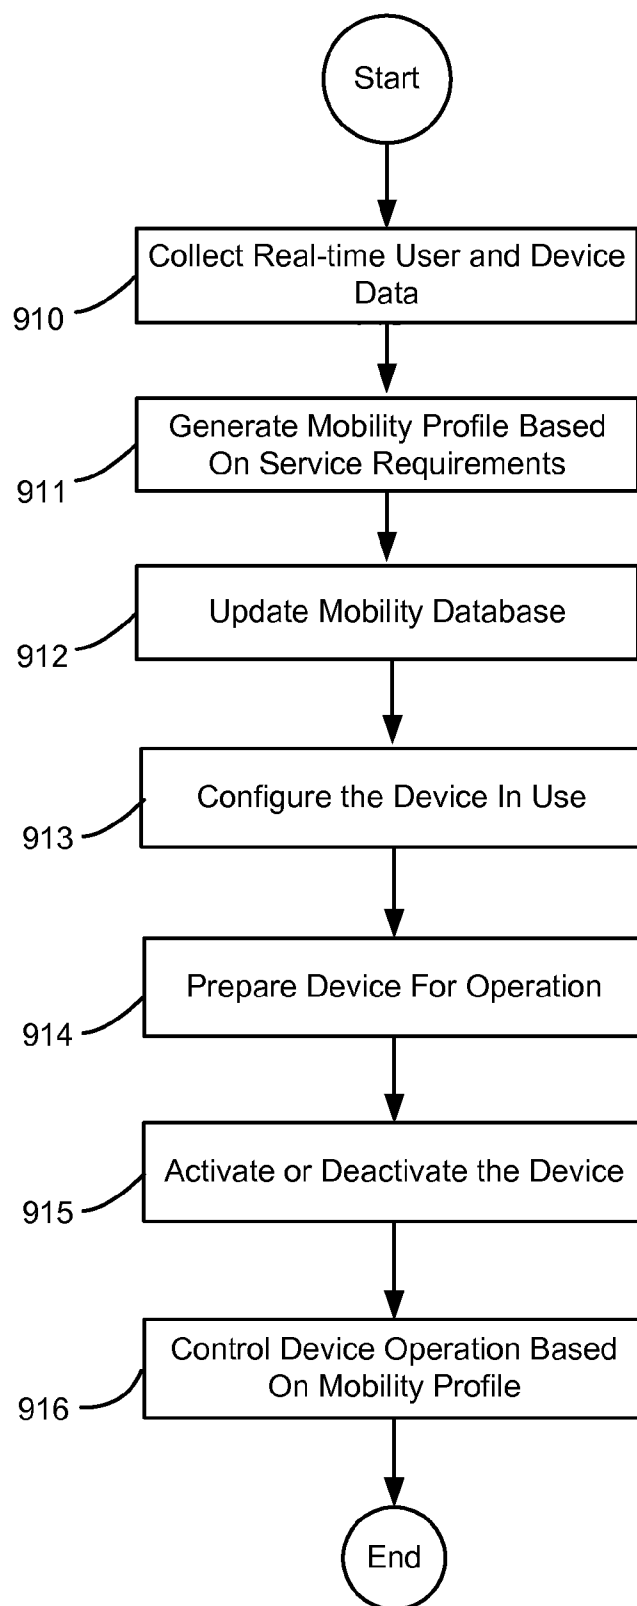 Start
Collect Real-time User and Device
Data
910
Generate Mobility Profile Based
On Service Requirements
911
Update Mobility Database
912
Configure the Device In Use
913
Prepare Device For Operation
914
Activate or Deactivate the Device
915
Control Device Operation Based
On Mobility Profile
916
End